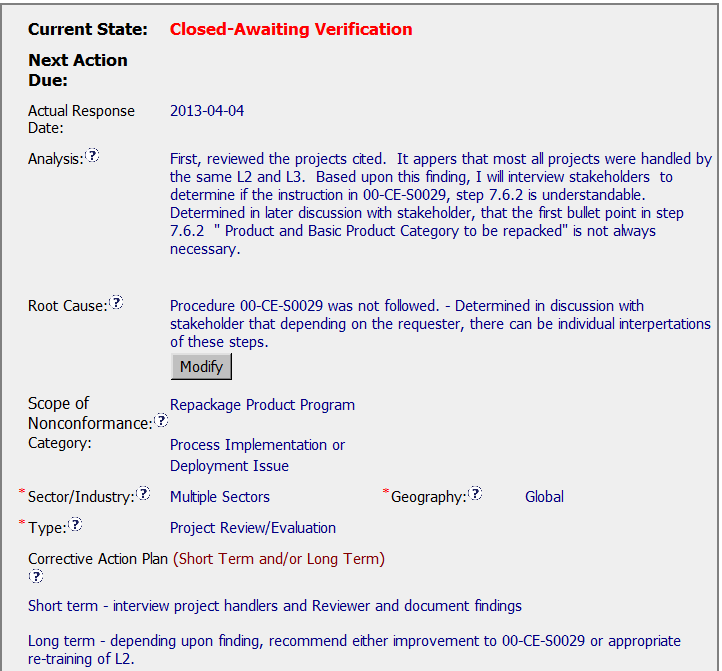 Current State: Closed-Awaiting Verification
Next Action
Due:
Actual Response 2013-04-04
Date:
Analysis: ? First, reviewed the projects cited. It appers that most all projects were handled by
the same L2 and L3. Based upon this finding, I will interview stakeholders to
determine if the instruction in 00-CE-S0029, step 7.6.2 is understandable.
Determined in later discussion with stakeholder, that the first bullet point in step
7.6.2 " Product and Basic Product Category to be repacked" is not always
necessary.
Root Cause: ? Procedure 00-CE-S0029 was not followed. - Determined in discussion with
stakeholder that depending on the requester, there can be individual interpertations
of these steps.
Modify
Scope of
Nonconformance: ? Repackage Product Program
Category: Process Implementation or
Deployment Issue
* Sector/Industry: ? Multiple Sectors * Geography: ? Global
* Type: ? Project Review/Evaluation
Corrective Action Plan (Short Term and/or Long Term)
?
Short term - interview project handlers and Reviewer and document findings
Long term - depending upon finding, recommend either improvement to 00-CE-S0029 or appropriate
re-training of L2.